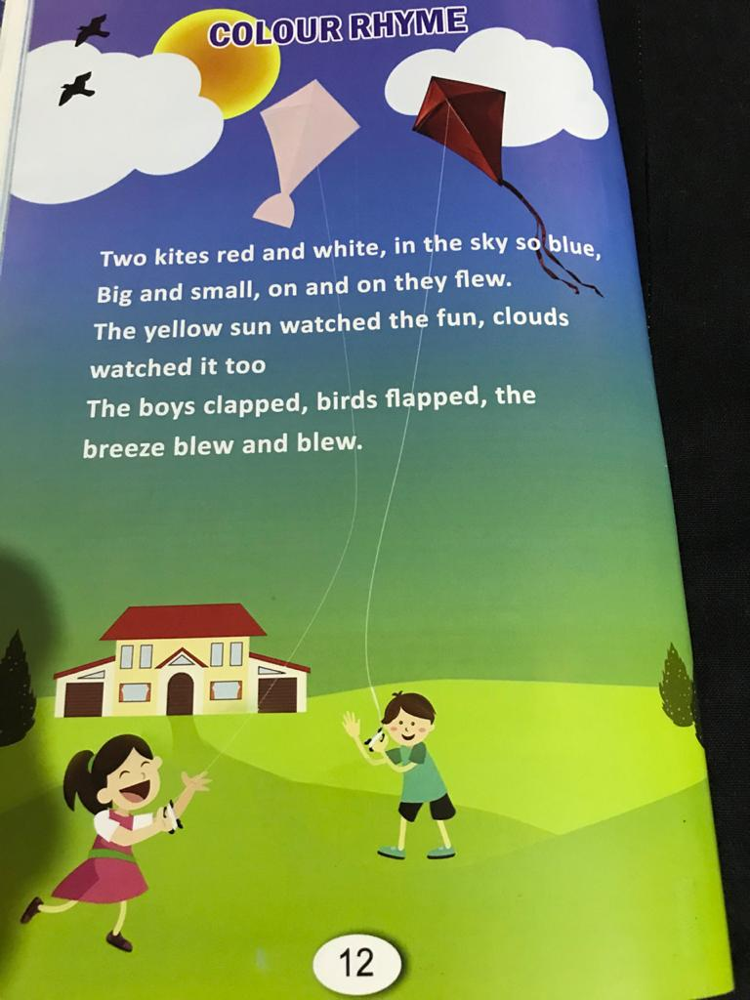 COLOUR RHYME
Two kites red and white, in the sky so blue,
Big and small, on and on they flew.
The yellow sun watched the fun, clouds
watched it too
The boys clapped, birds flapped, the
breeze blew and blew.
12